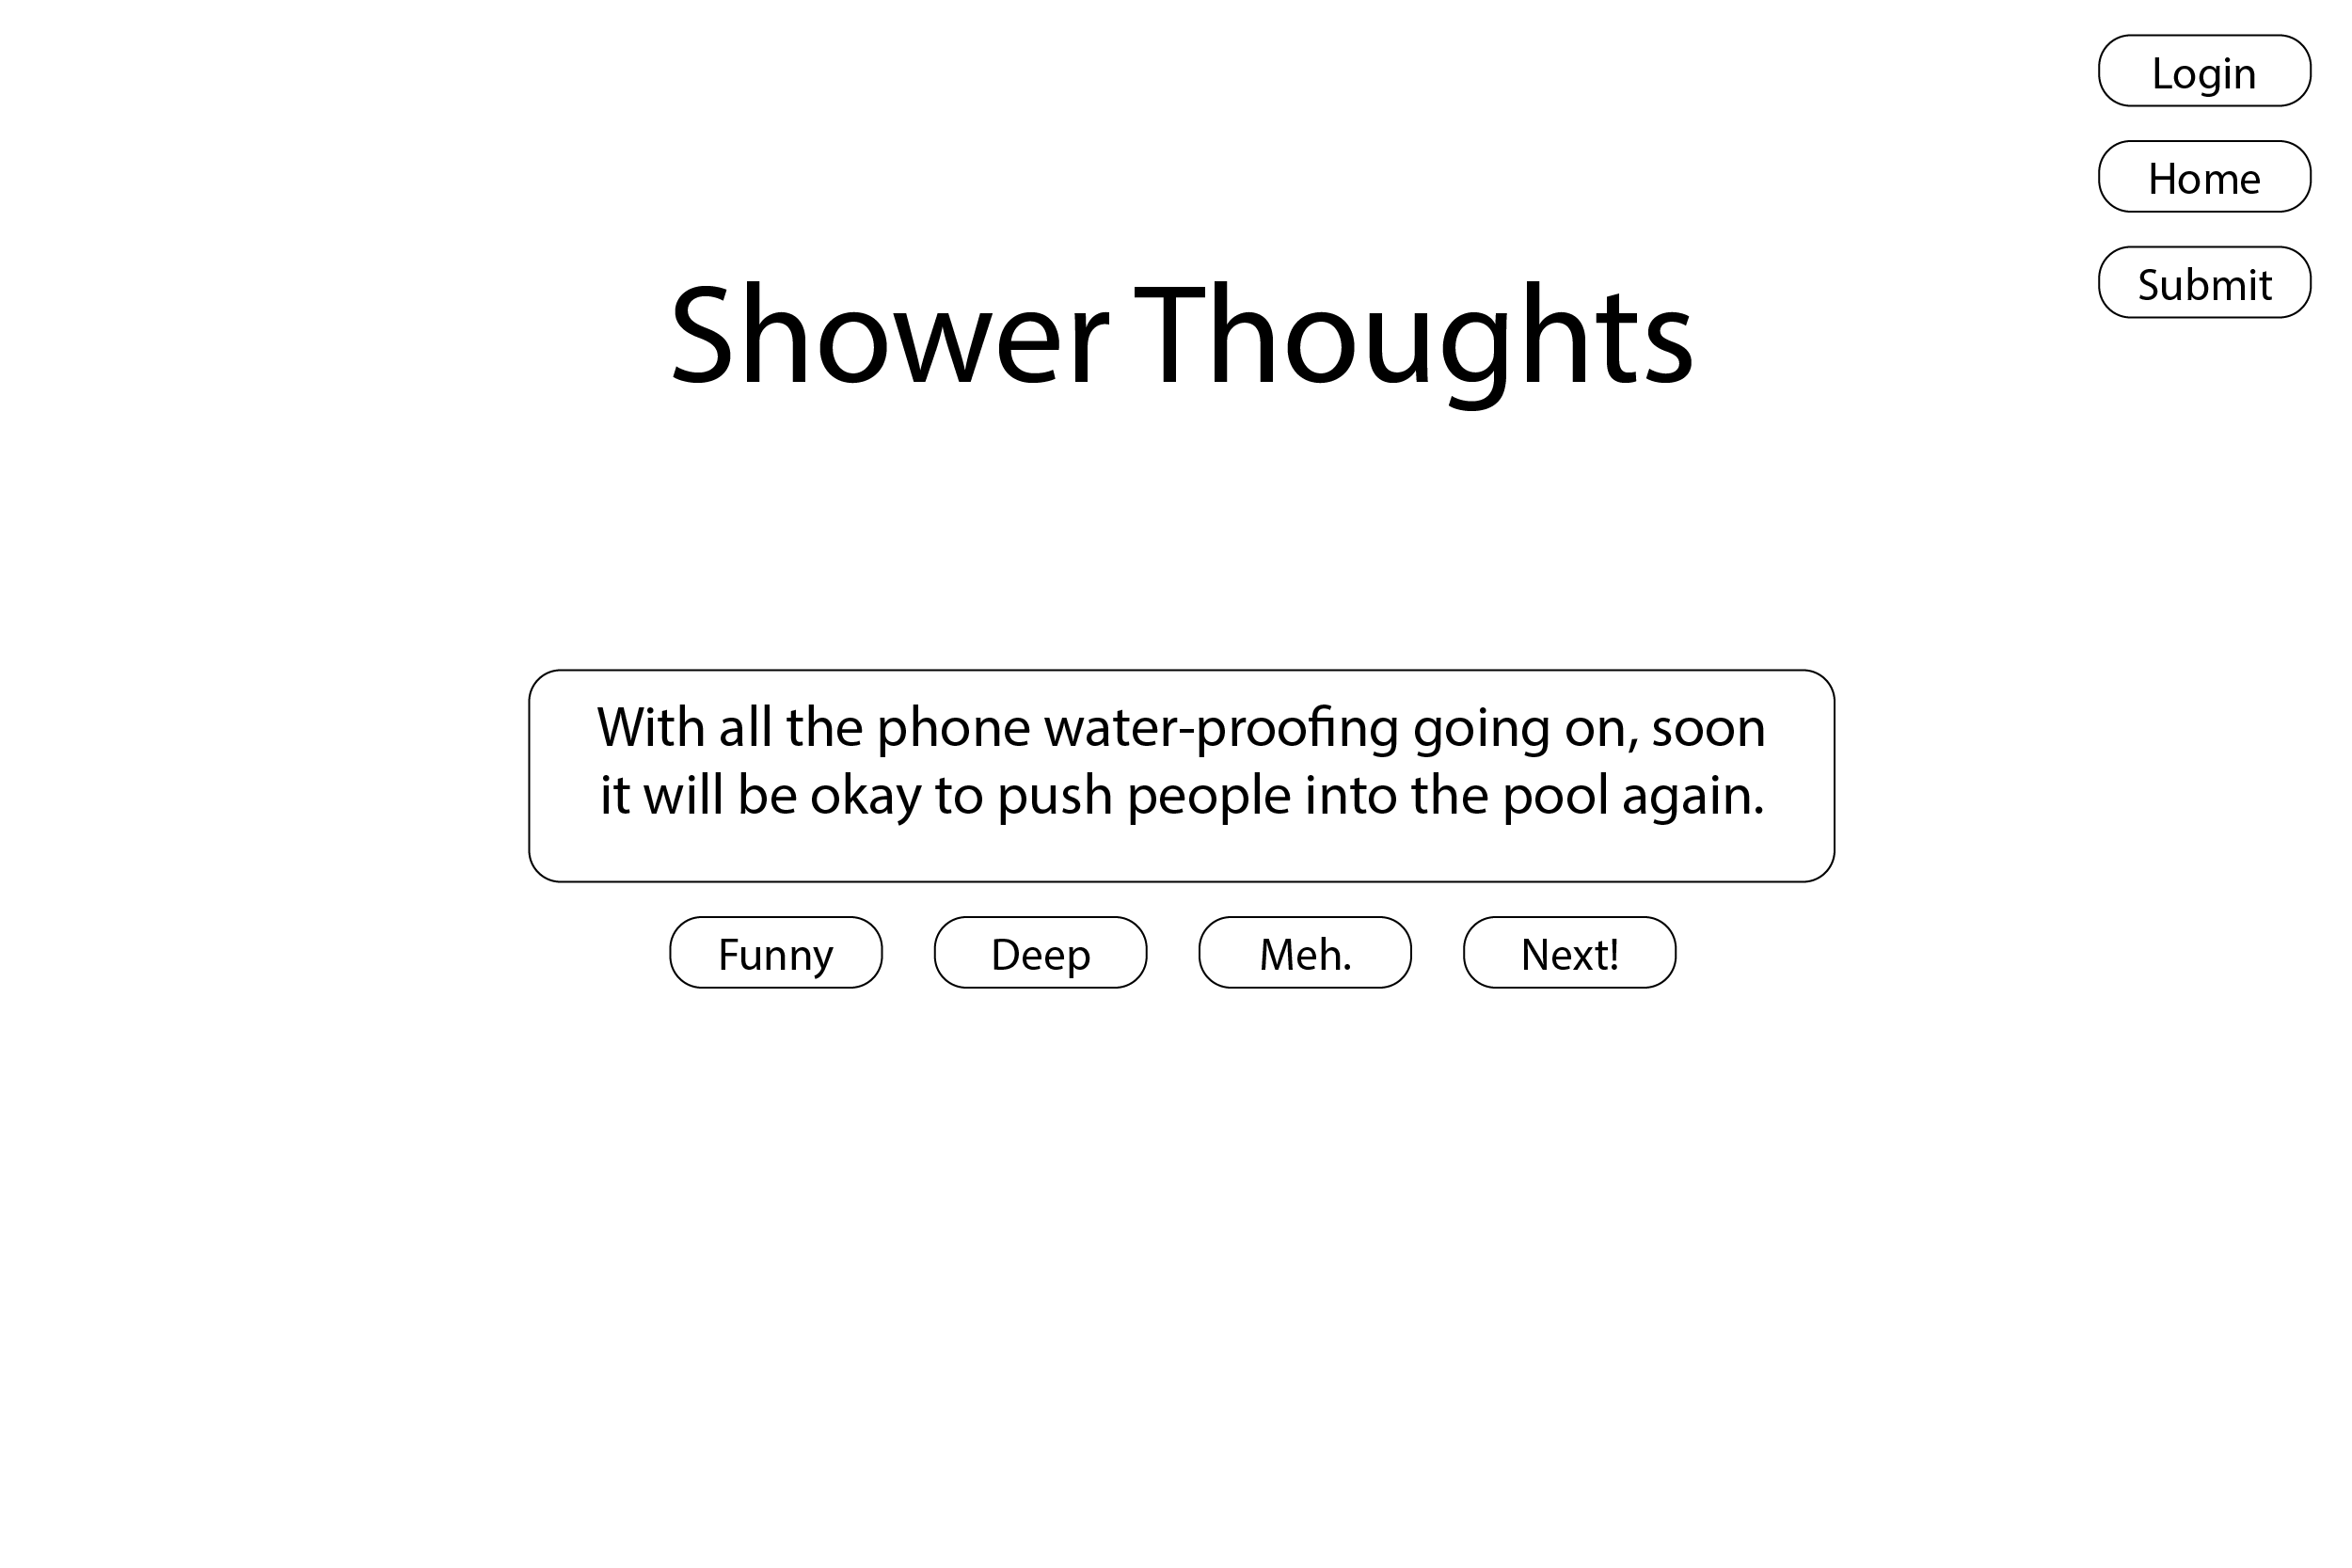 Login
Home
Submit
Shower Thoughts
With all the phone water-proofing going on, soon
it will be okay to push people into the pool again.
Funny
Deep
Meh.
Next!